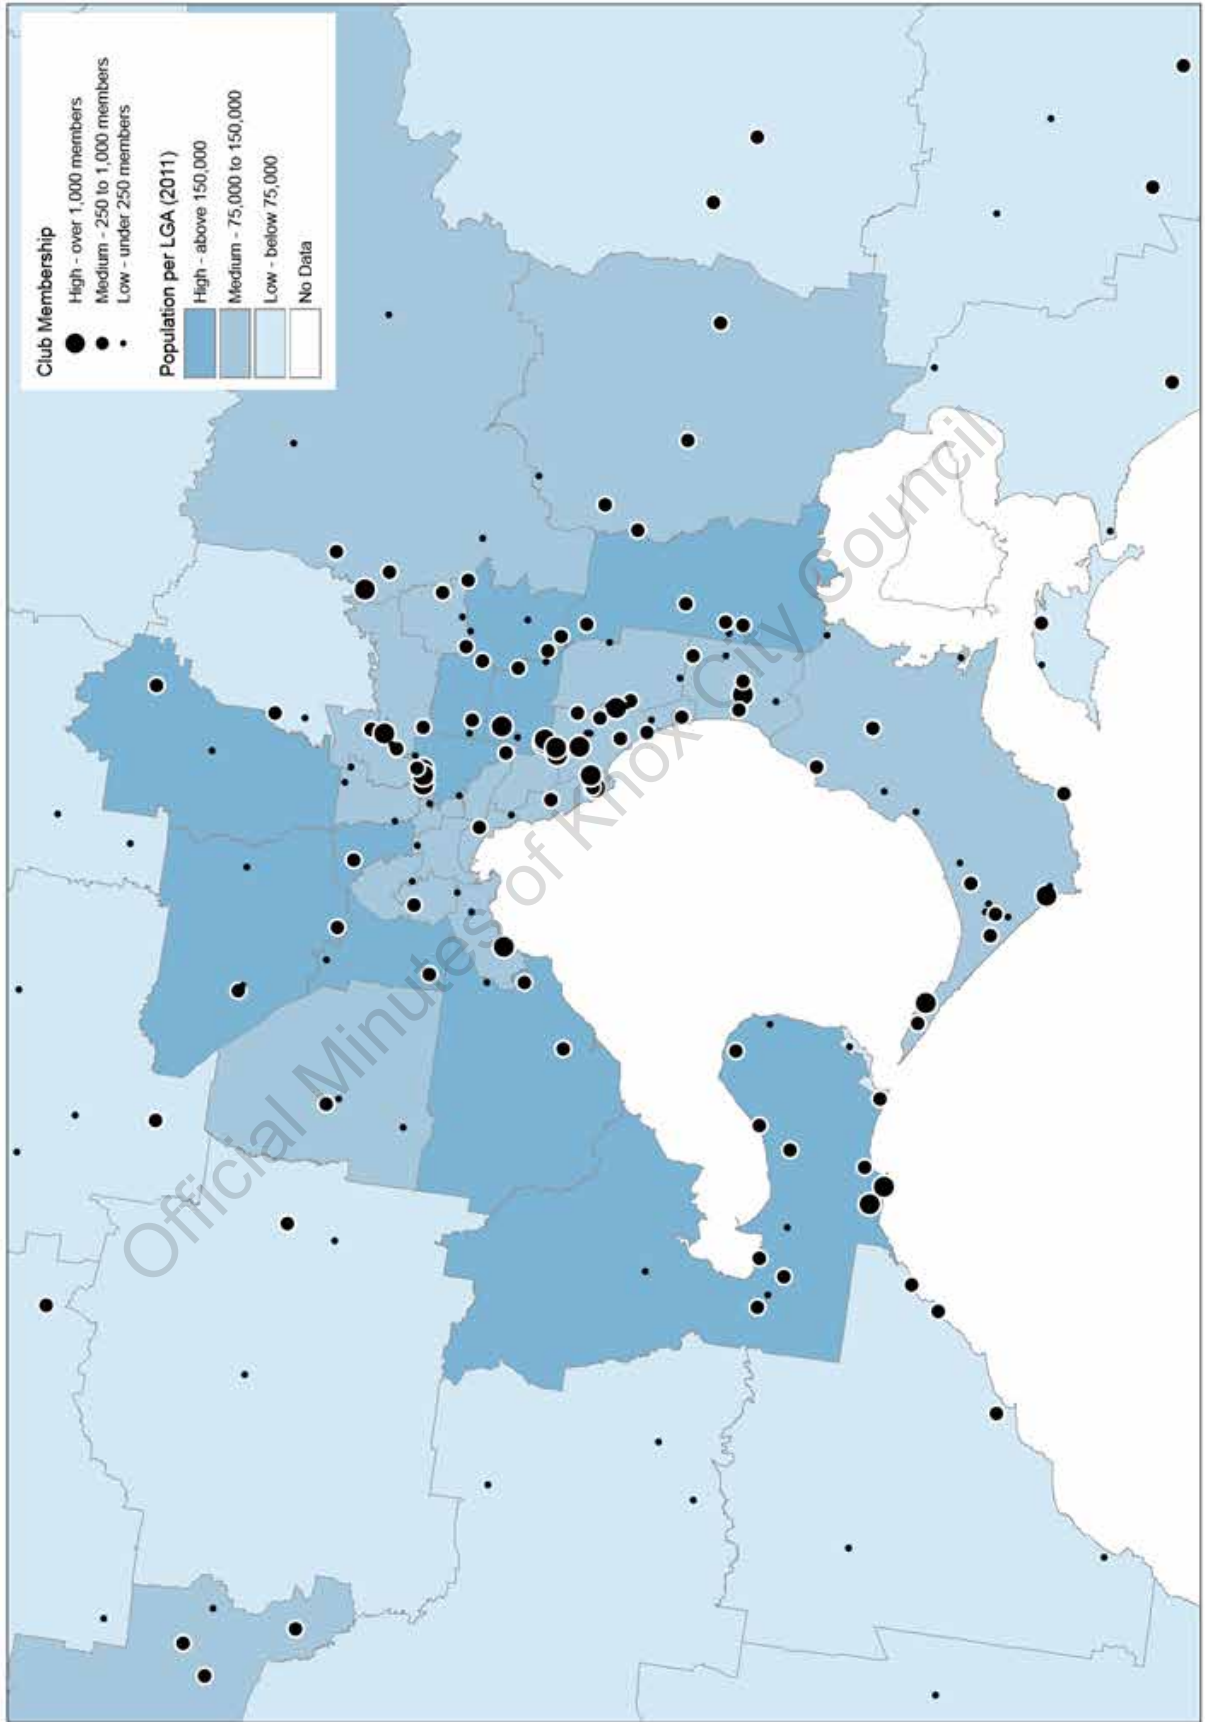 Club Membership
High - over 1,000 members
Medium - 250 to 1,000 members
Low - under 250 members
Population per LGA (2011)
High - above 150,000
Medium - 75,000 to 150,000
Low - below 75,000
No Data
Official Minutes of Knox City Council